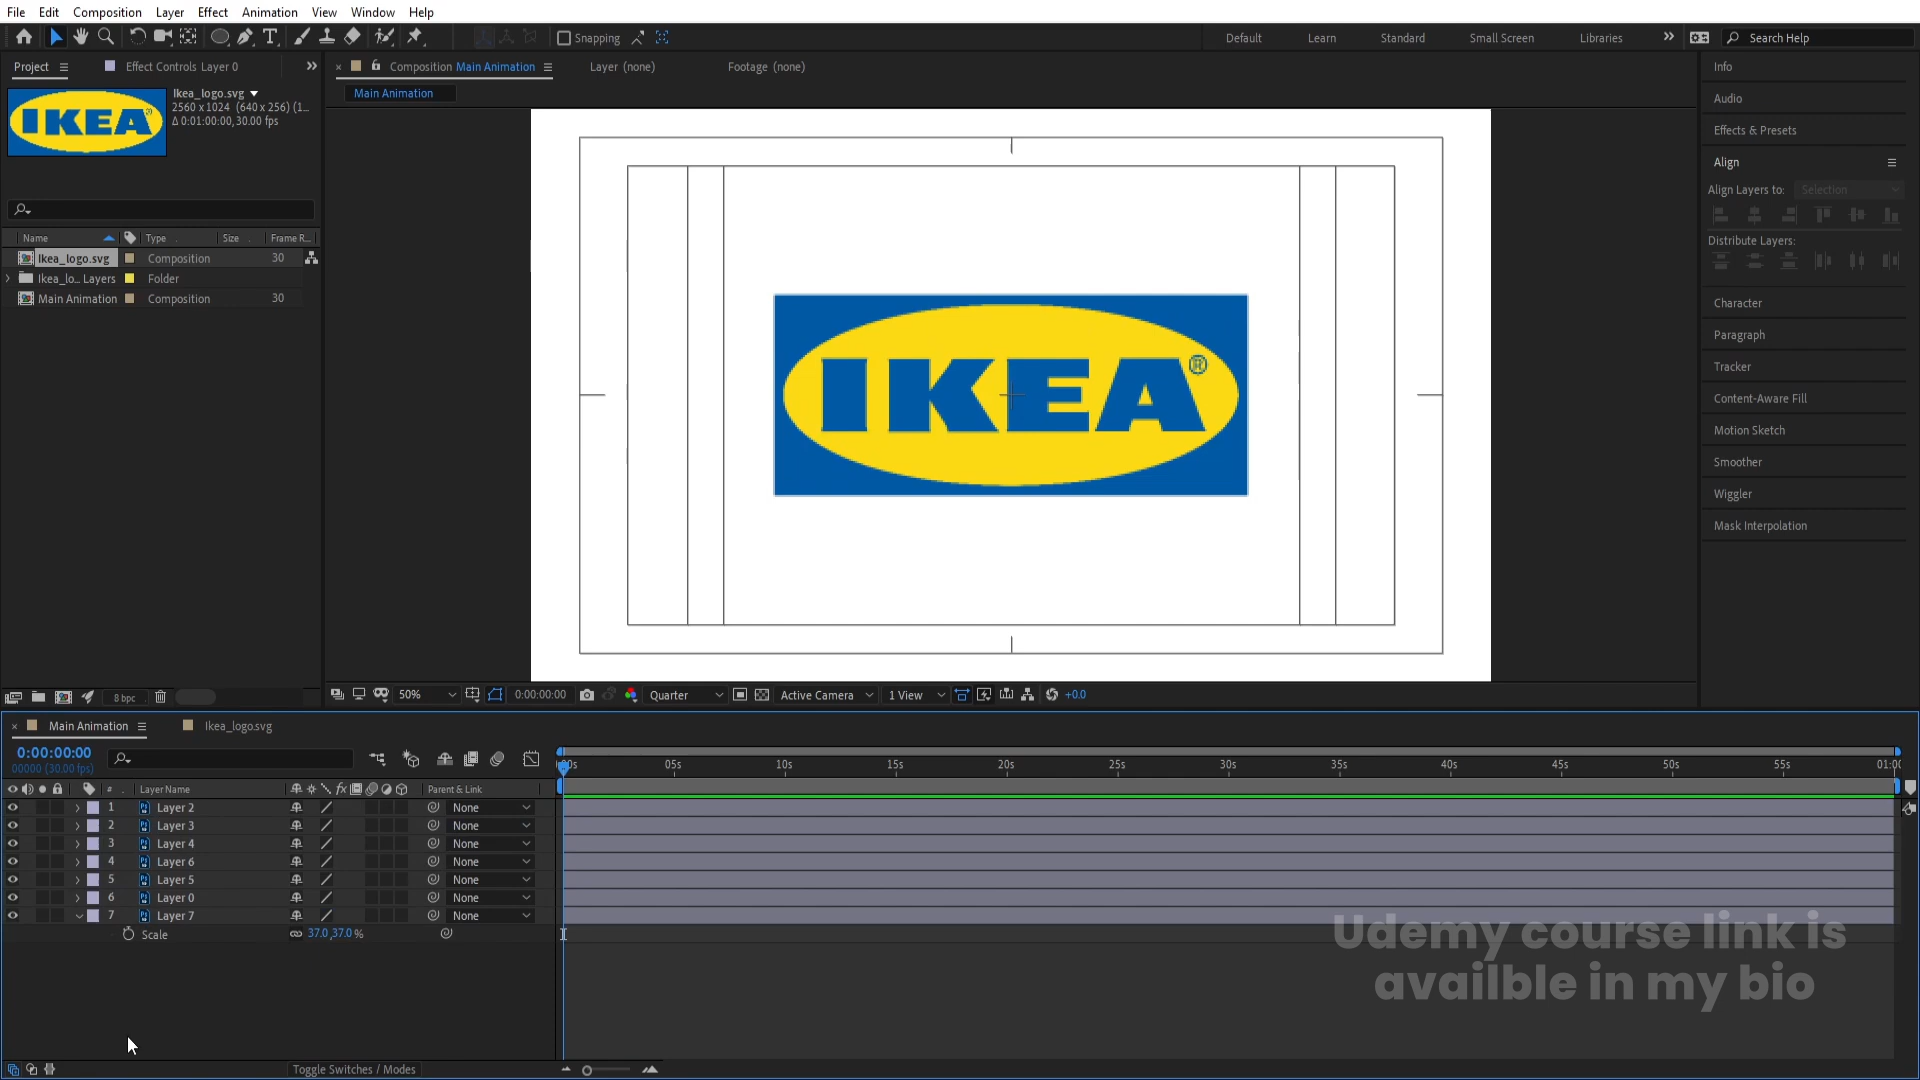 File Edit Composition Layer Effect Animation View Window Help
Snapping Default Learn Standard Small Screen Libraries Search Help
Project Effect Controls Layer 0
Composition Main Animation Layer (none) Footage (none)
Main Animation
Ikea_logo.svg
2560 x 1024 (640 x 256) (1...
Δ 0:01:00:00, 30.00 fps
IKEA
Name Type Size Frame R...
Ikea_logo.svg Composition 30
Ikea_lo... Layers Folder
Main Animation Composition 30
8 bpc
IKEA®
50% 0:00:00:00 Quarter Active Camera 1 View +0.0
Info
Audio
Effects & Presets
Align
Align Layers to: Selection
Distribute Layers:
Character
Paragraph
Tracker
Content-Aware Fill
Motion Sketch
Smoother
Wiggler
Mask Interpolation
Main Animation Ikea_logo.svg
0:00:00:00
00000 (30.00 fps)
05s 10s 15s 20s 25s 30s 35s 40s 45s 50s 55s
# Layer Name fx Parent & Link
1 Layer 2 None
2 Layer 3 None
3 Layer 4 None
4 Layer 6 None
5 Layer 5 None
6 Layer 0 None
7 Layer 7 None
Scale 37.0,37.0 %
Toggle Switches / Modes
Udemy course link is
availble in my bio